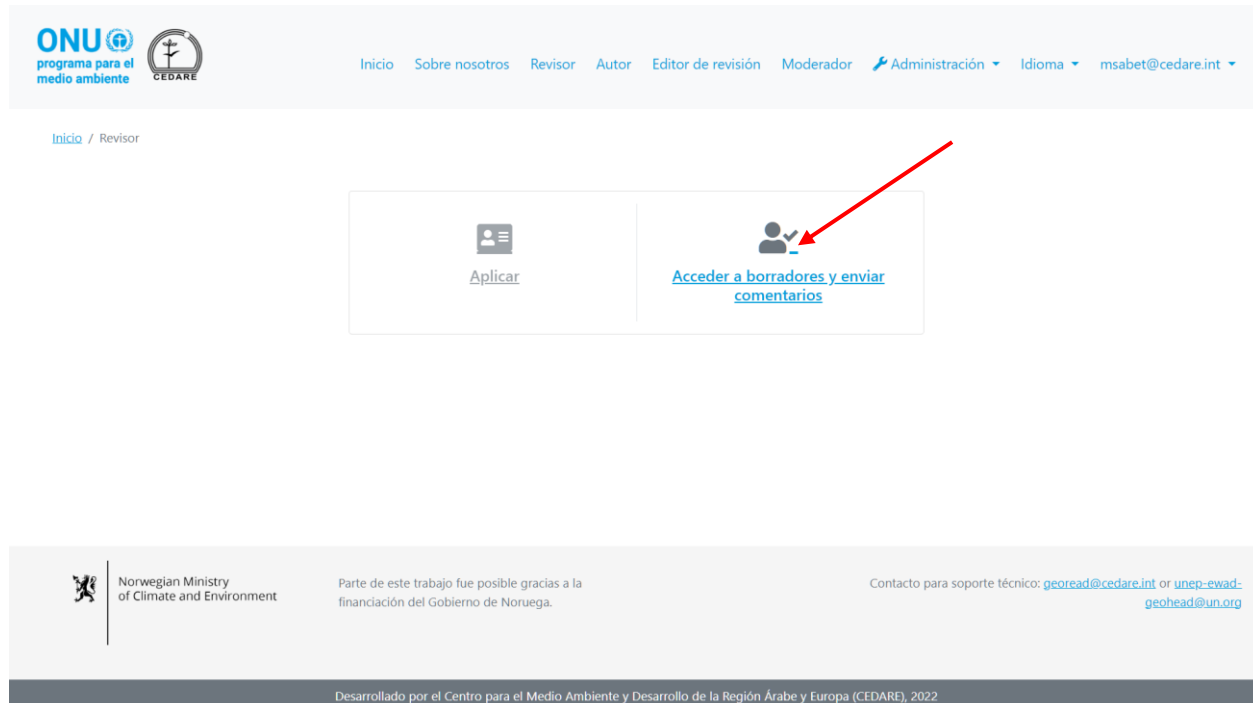 ONU
programa para el
medio ambiente
CEDARE
Inicio Sobre nosotros Revisor Autor Editor de revisión Moderador Administración Idioma msabet@cedare.int
Inicio / Revisor
Aplicar
Acceder a borradores y enviar
comentarios
Norwegian Ministry
of Climate and Environment
Parte de este trabajo fue posible gracias a la
financiación del Gobierno de Noruega.
Contacto para soporte técnico: georead@cedare.int or unep-ewad-
geohead@un.org
Desarrollado por el Centro para el Medio Ambiente y Desarrollo de la Región Árabe y Europa (CEDARE), 2022